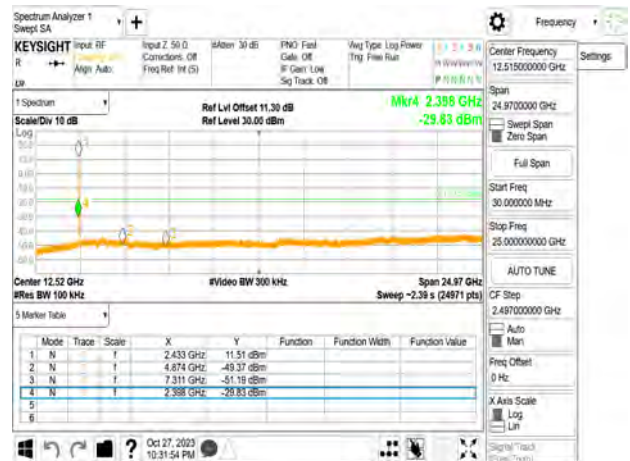 Spectrum Analyzer 1
Swept SA
Frequency
KEYSIGHT
Input: RF
Input Z: 50 Ω
#Atten: 30 dB
PNO: Fast
Avg Type: Log-Power
R
Corrections: Off
Gate: Off
Trig: Free Run
Align: Auto
Freq Ref: Int (S)
IF Gain: Low
Sig Track: Off
1 Spectrum
Ref Lvl Offset 11.30 dB
Mkr4 2.398 GHz
Scale/Div 10 dB
Ref Level 30.00 dBm
-29.83 dBm
Log
1
4
2
3
Center 12.52 GHz
#Video BW 300 kHz
Span 24.97 GHz
#Res BW 100 kHz
Sweep ~2.39 s (24971 pts)
5 Marker Table
Mode Trace Scale X Y Function Function Width Function Value
1 N f 2.433 GHz 11.51 dBm
2 N f 4.874 GHz -49.37 dBm
3 N f 7.311 GHz -51.19 dBm
4 N f 2.398 GHz -29.83 dBm
5
6
?
Oct 27, 2023
10:31:54 PM
Center Frequency
12.515000000 GHz
Settings
Span
24.9700000 GHz
Swept Span
Zero Span
Full Span
Start Freq
30.000000 MHz
Stop Freq
25.000000000 GHz
AUTO TUNE
CF Step
2.497000000 GHz
Auto
Man
Freq Offset
0 Hz
X Axis Scale
Log
Lin
Signal Track